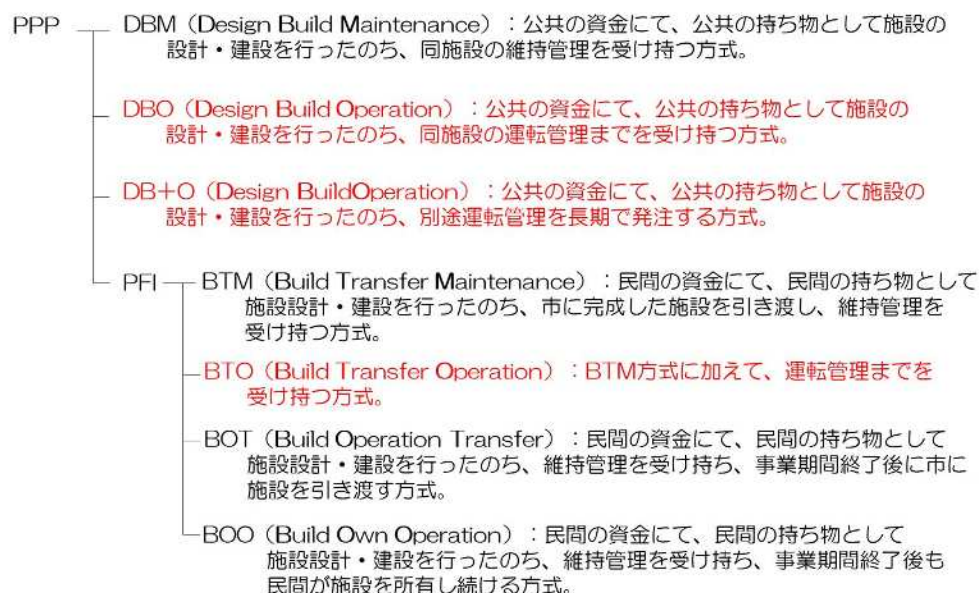 PPP DBM（Design Build Maintenance）：公共の資金にて、公共の持ち物として施設の
設計・建設を行ったのち、同施設の維持管理を受け持つ方式。
DBO（Design Build Operation）：公共の資金にて、公共の持ち物として施設の
設計・建設を行ったのち、同施設の運転管理までを受け持つ方式。
DB+O（Design BuildOperation）：公共の資金にて、公共の持ち物として施設の
設計・建設を行ったのち、別途運転管理を長期で発注する方式。
PFI BTM（Build Transfer Maintenance）：民間の資金にて、民間の持ち物として
施設設計・建設を行ったのち、市に完成した施設を引き渡し、維持管理を
受け持つ方式。
BTO（Build Transfer Operation）：BTM方式に加えて、運転管理までを
受け持つ方式。
BOT（Build Operation Transfer）：民間の資金にて、民間の持ち物として
施設設計・建設を行ったのち、維持管理を受け持ち、事業期間終了後に市に
施設を引き渡す方式。
BOO（Build Own Operation）：民間の資金にて、民間の持ち物として
施設設計・建設を行ったのち、維持管理を受け持ち、事業期間終了後も
民間が施設を所有し続ける方式。